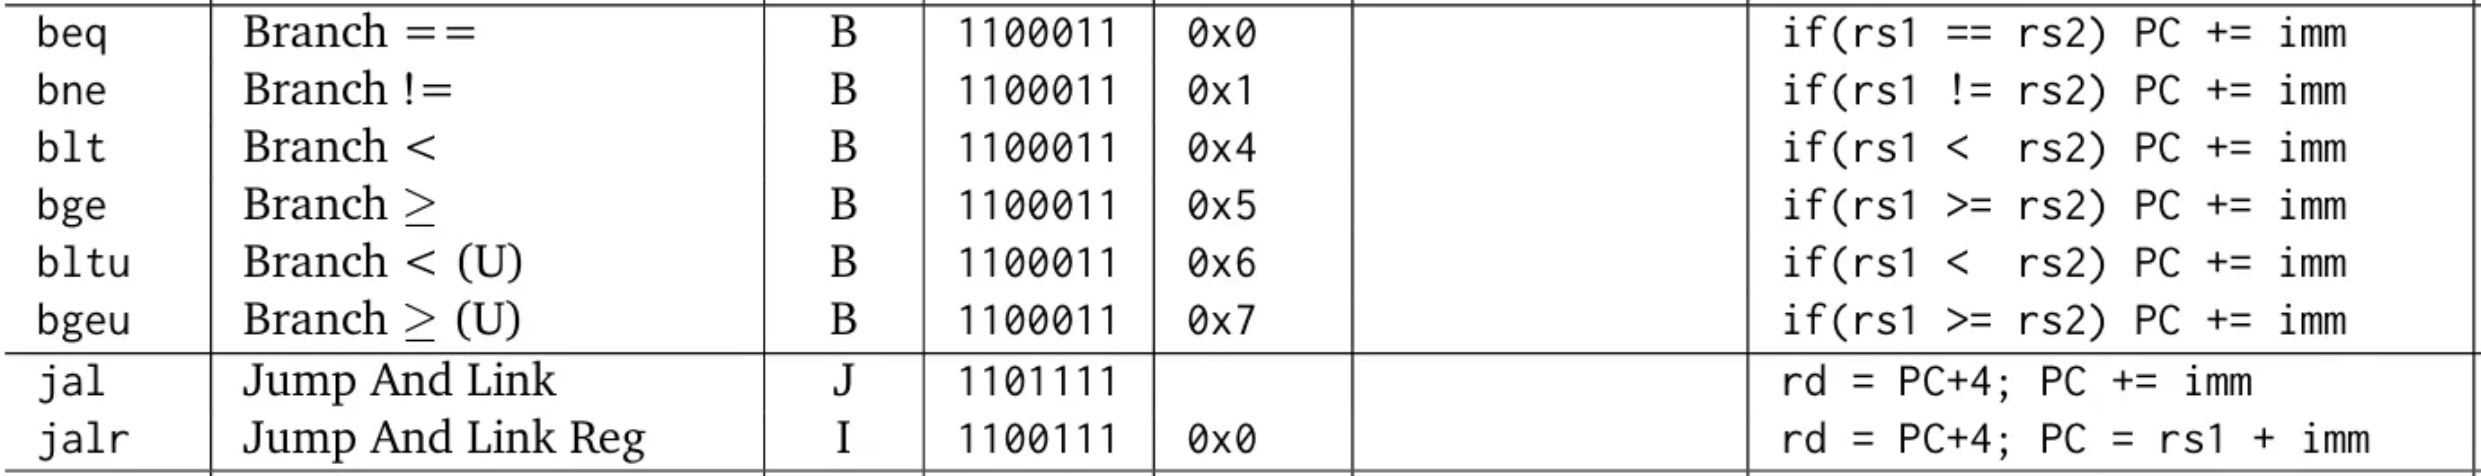 beq Branch == B 1100011 0x0 if(rs1 == rs2) PC += imm
bne Branch != B 1100011 0x1 if(rs1 != rs2) PC += imm
blt Branch < B 1100011 0x4 if(rs1 <  rs2) PC += imm
bge Branch ≥ B 1100011 0x5 if(rs1 >= rs2) PC += imm
bltu Branch < (U) B 1100011 0x6 if(rs1 <  rs2) PC += imm
bgeu Branch ≥ (U) B 1100011 0x7 if(rs1 >= rs2) PC += imm
jal Jump And Link J 1101111 rd = PC+4; PC += imm
jalr Jump And Link Reg I 1100111 0x0 rd = PC+4; PC = rs1 + imm